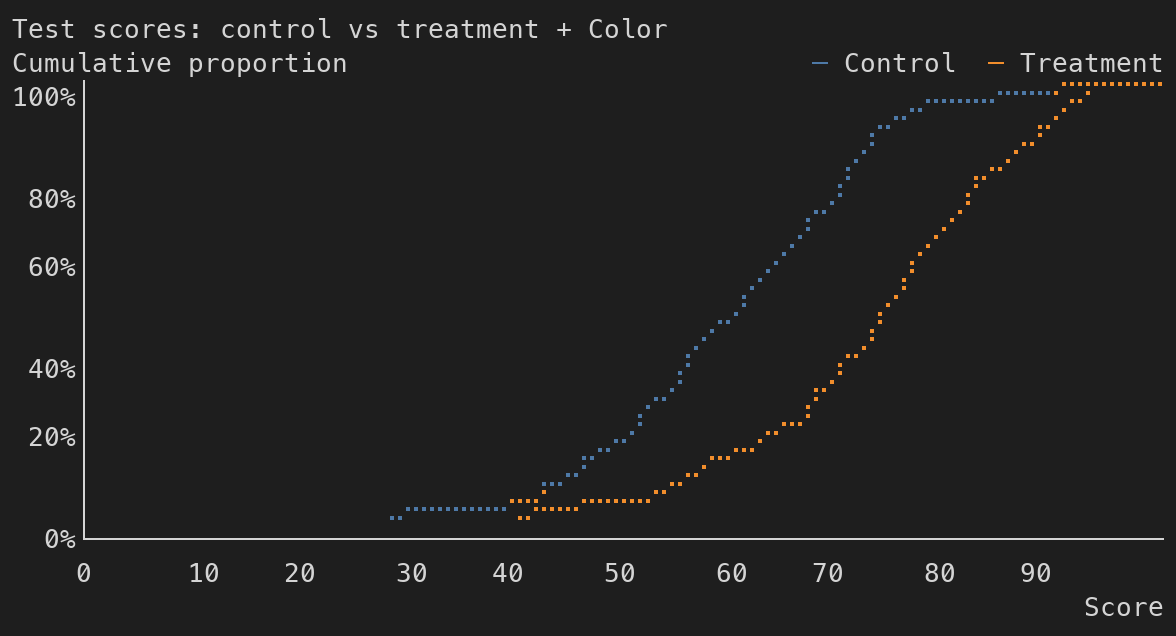 Test scores: control vs treatment + Color
Cumulative proportion
Control Treatment
100%
80%
60%
40%
20%
0%
0 10 20 30 40 50 60 70 80 90
Score